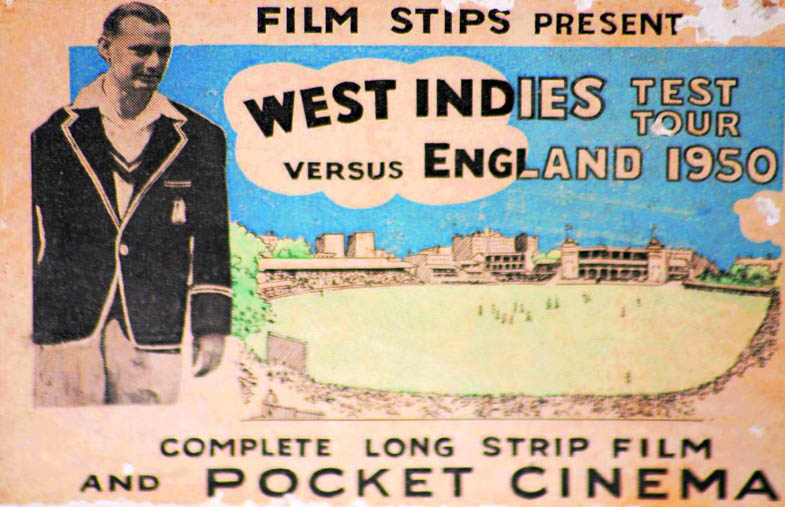 FILM STIPS PRESENT
WEST INDIES TEST
TOUR
VERSUS ENGLAND 1950
COMPLETE LONG STRIP FILM
AND POCKET CINEMA